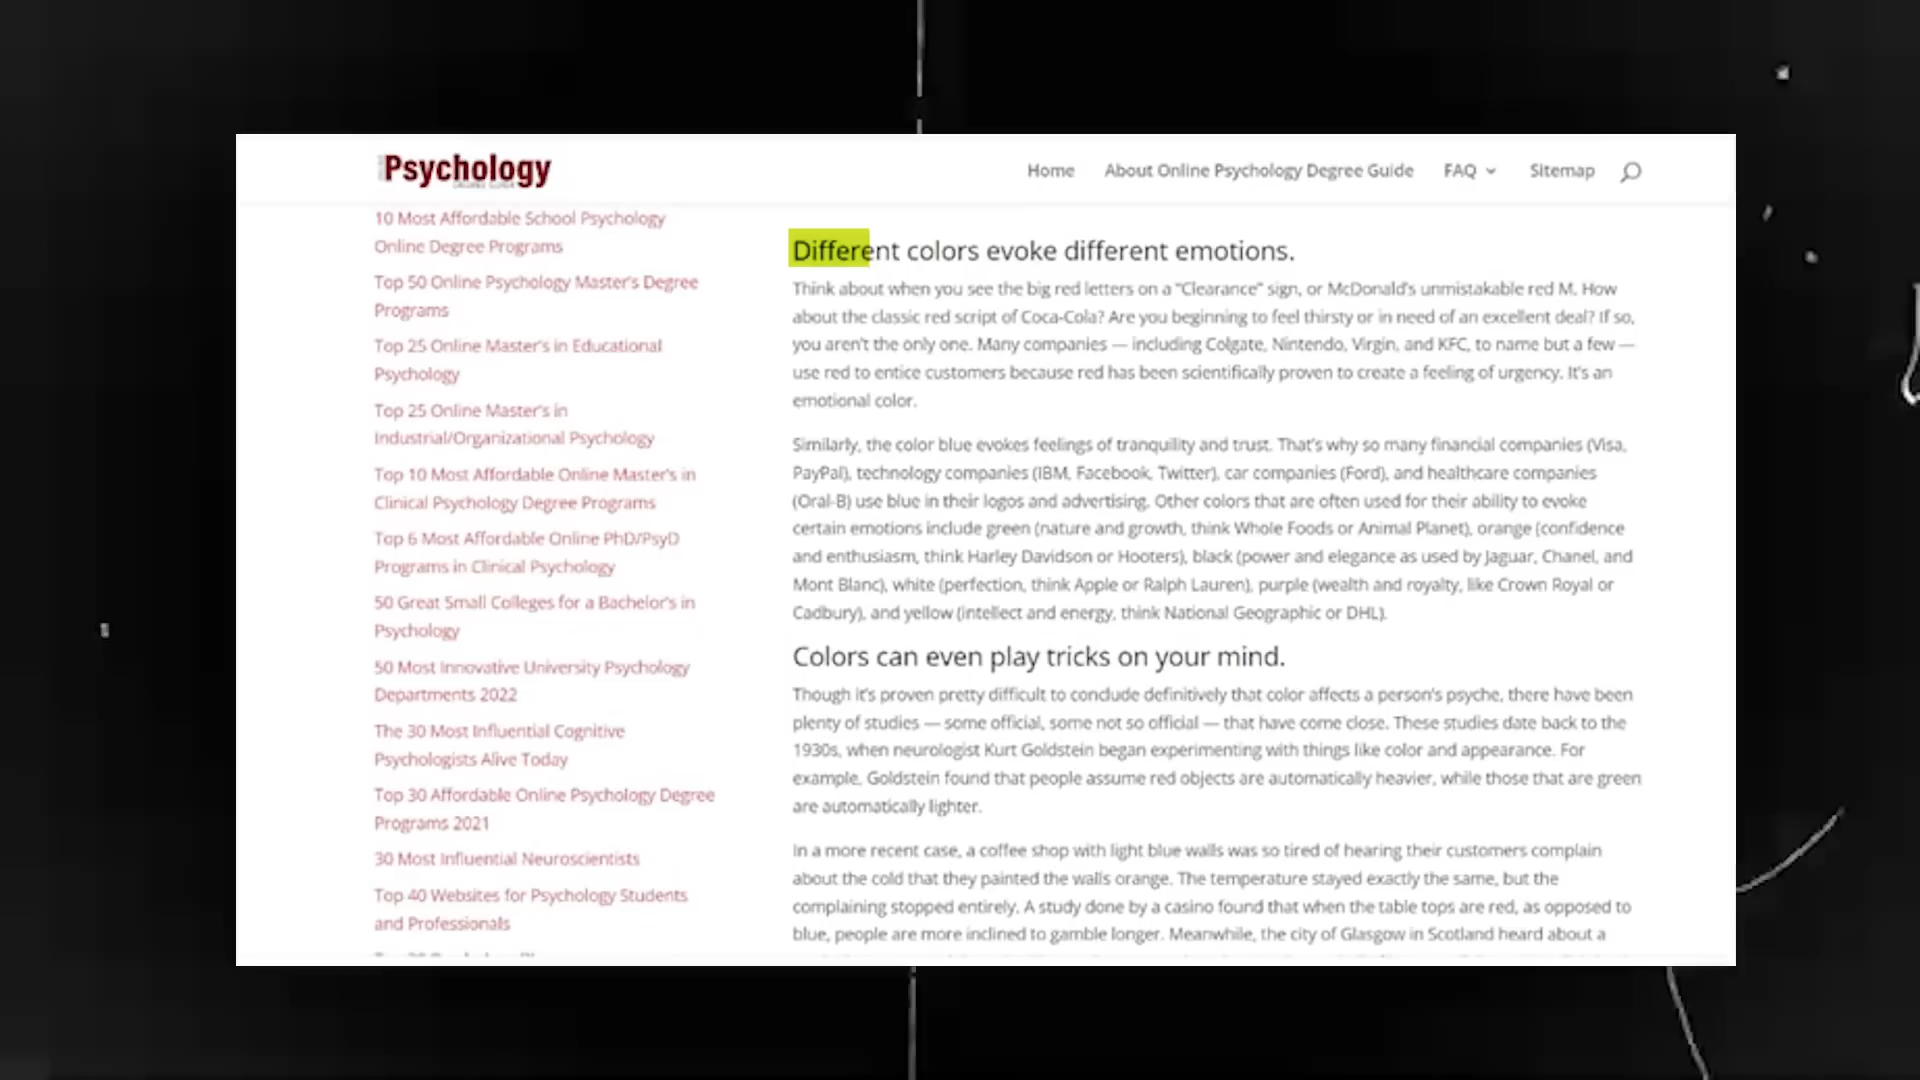 Psychology
Home
About Online Psychology Degree Guide
FAQ
Sitemap
10 Most Affordable School Psychology
Online Degree Programs
Top 50 Online Psychology Master's Degree
Programs
Top 25 Online Master's in Educational
Psychology
Top 25 Online Master's in
Industrial/Organizational Psychology
Top 10 Most Affordable Online Master's in
Clinical Psychology Degree Programs
Top 6 Most Affordable Online PhD/PsyD
Programs in Clinical Psychology
50 Great Small Colleges for a Bachelor's in
Psychology
50 Most Innovative University Psychology
Departments 2022
The 30 Most Influential Cognitive
Psychologists Alive Today
Top 30 Affordable Online Psychology Degree
Programs 2021
30 Most Influential Neuroscientists
Top 40 Websites for Psychology Students
and Professionals
Different colors evoke different emotions.
Think about when you see the big red letters on a "Clearance" sign, or McDonald's unmistakable red M. How
about the classic red script of Coca-Cola? Are you beginning to feel thirsty or in need of an excellent deal? If so,
you aren't the only one. Many companies — including Colgate, Nintendo, Virgin, and KFC, to name but a few —
use red to entice customers because red has been scientifically proven to create a feeling of urgency. It's an
emotional color.
Similarly, the color blue evokes feelings of tranquility and trust. That's why so many financial companies (Visa,
PayPal), technology companies (IBM, Facebook, Twitter), car companies (Ford), and healthcare companies
(Oral-B) use blue in their logos and advertising. Other colors that are often used for their ability to evoke
certain emotions include green (nature and growth, think Whole Foods or Animal Planet), orange (confidence
and enthusiasm, think Harley Davidson or Hooters), black (power and elegance as used by Jaguar, Chanel, and
Mont Blanc), white (perfection, think Apple or Ralph Lauren), purple (wealth and royalty, like Crown Royal or
Cadbury), and yellow (intellect and energy, think National Geographic or DHL).
Colors can even play tricks on your mind.
Though it's proven pretty difficult to conclude definitively that color affects a person's psyche, there have been
plenty of studies — some official, some not so official — that have come close. These studies date back to the
1930s, when neurologist Kurt Goldstein began experimenting with things like color and appearance. For
example, Goldstein found that people assume red objects are automatically heavier, while those that are green
are automatically lighter.
In a more recent case, a coffee shop with light blue walls was so tired of hearing their customers complain
about the cold that they painted the walls orange. The temperature stayed exactly the same, but the
complaining stopped entirely. A study done by a casino found that when the table tops are red, as opposed to
blue, people are more inclined to gamble longer. Meanwhile, the city of Glasgow in Scotland heard about a